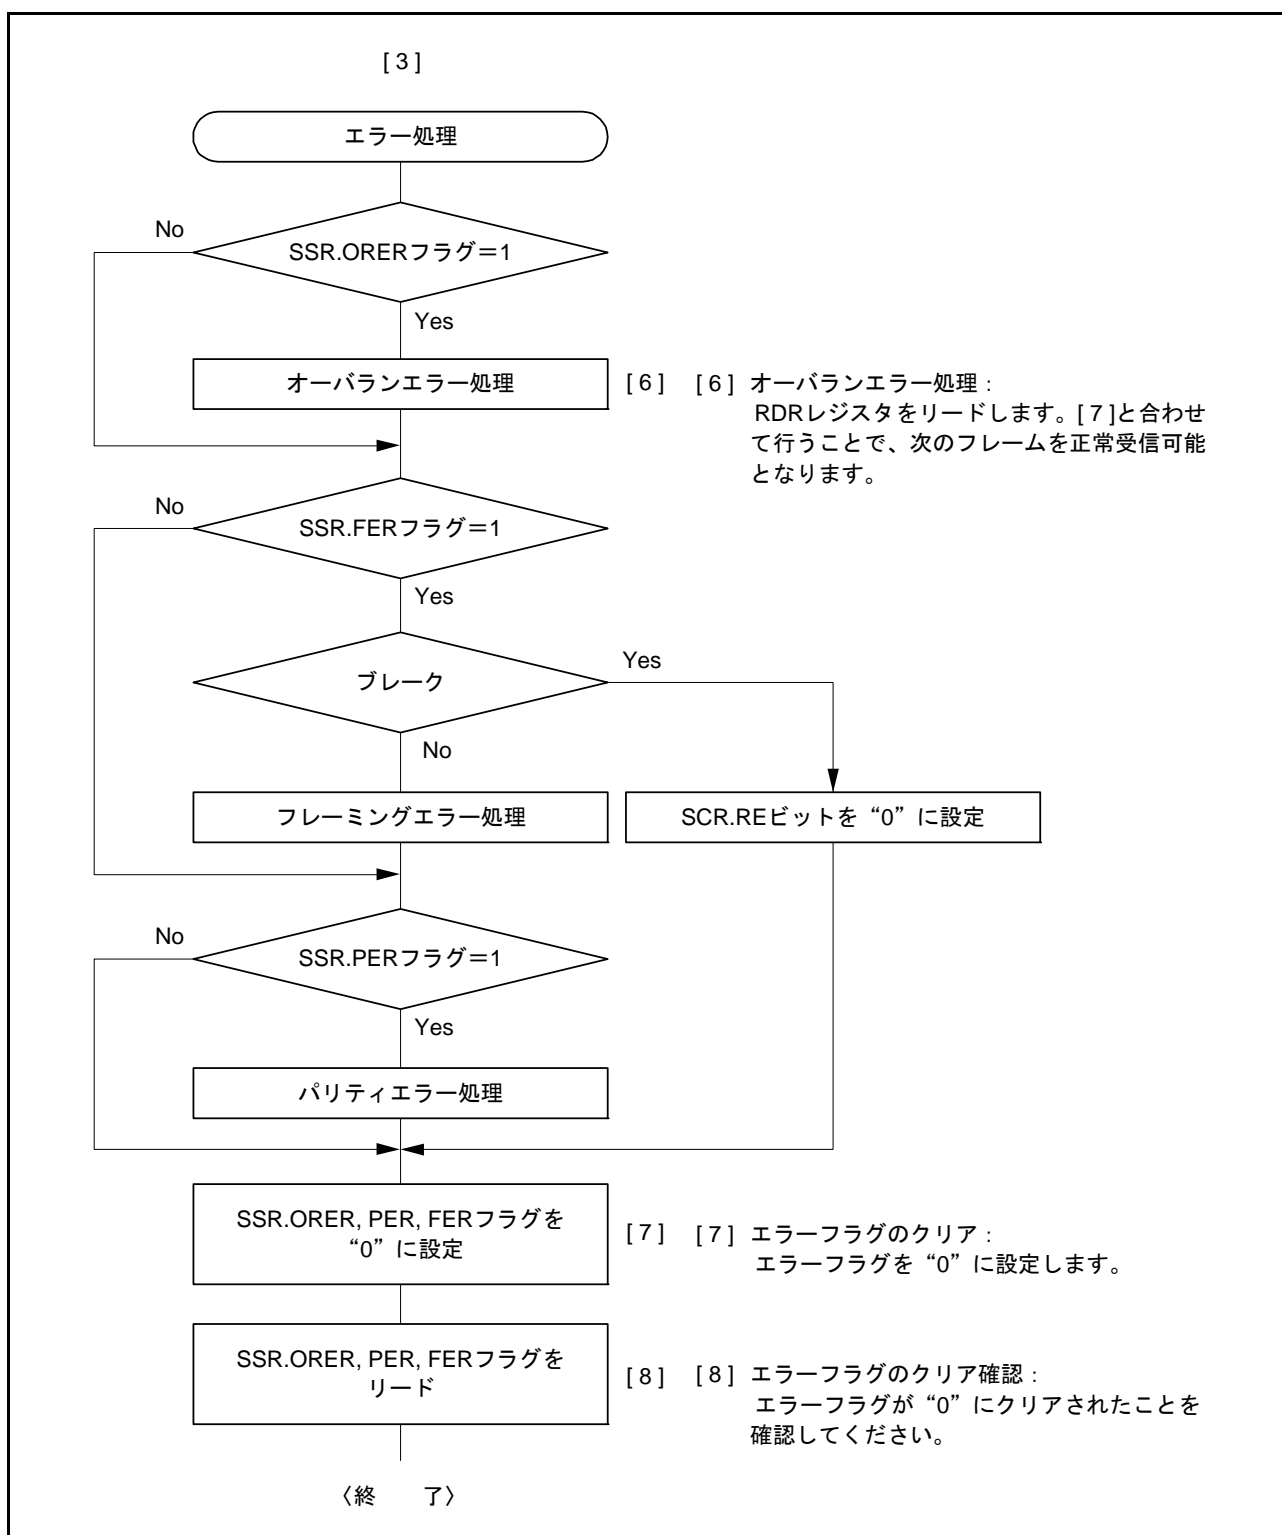 [ 3 ]
エラー処理
No
SSR.ORERフラグ＝1
Yes
オーバランエラー処理
[ 6 ]
[ 6 ] オーバランエラー処理：
RDRレジスタをリードします。[ 7 ]と合わせ
て行うことで、次のフレームを正常受信可能
となります。
No
SSR.FERフラグ＝1
Yes
ブレーク
Yes
No
フレーミングエラー処理
SCR.REビットを“0”に設定
No
SSR.PERフラグ＝1
Yes
パリティエラー処理
SSR.ORER, PER, FERフラグを
“0”に設定
[ 7 ]
[ 7 ] エラーフラグのクリア：
エラーフラグを“0”に設定します。
SSR.ORER, PER, FERフラグを
リード
[ 8 ]
[ 8 ] エラーフラグのクリア確認：
エラーフラグが“0”にクリアされたことを
確認してください。
〈終　了〉